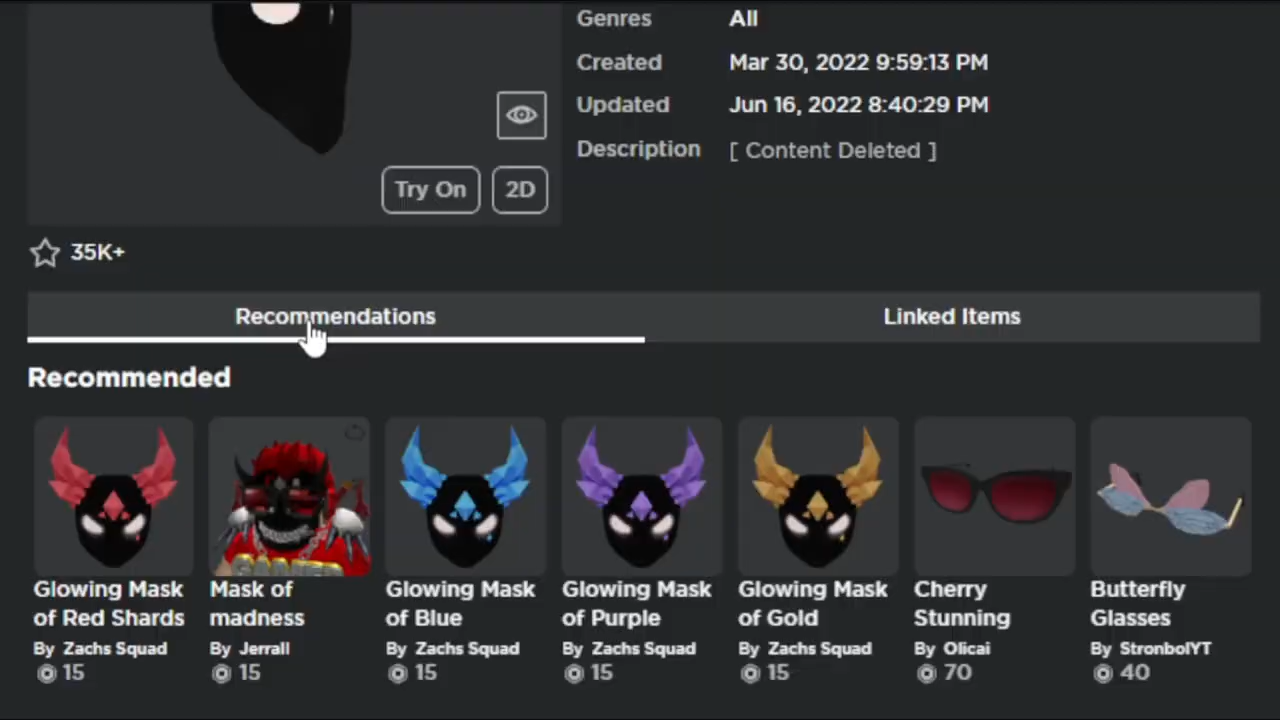 Genres All
Created Mar 30, 2022 9:59:13 PM
Updated Jun 16, 2022 8:40:29 PM
Description [ Content Deleted ]
Try On 2D
35K+
Recommendations Linked Items
Recommended
Glowing Mask
of Red Shards
By Zachs Squad
15
Mask of
madness
By Jerrall
15
Glowing Mask
of Blue
By Zachs Squad
15
Glowing Mask
of Purple
By Zachs Squad
15
Glowing Mask
of Gold
By Zachs Squad
15
Cherry
Stunning
By Olicai
70
Butterfly
Glasses
By StronbolYT
40